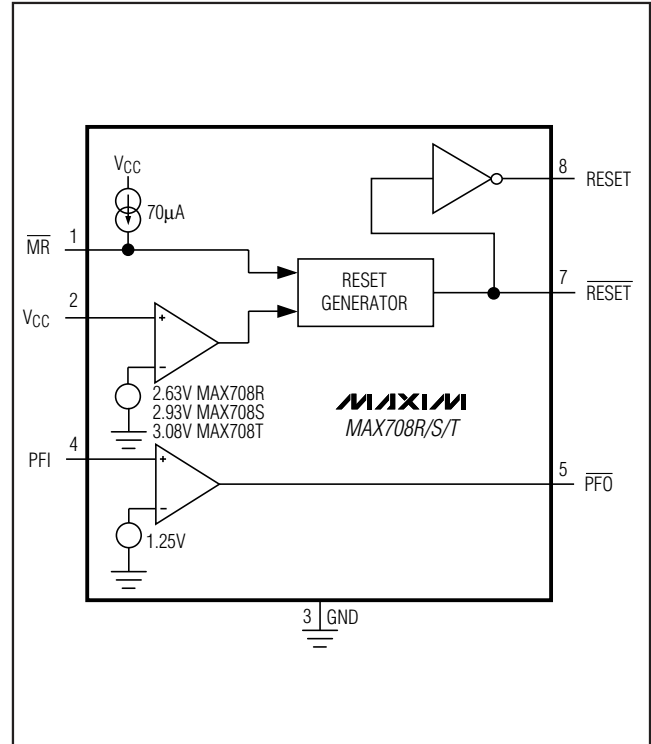 VCC
70μA
MR
1
2
VCC
RESET
GENERATOR
8
RESET
7
RESET
2.63V MAX708R
2.93V MAX708S
3.08V MAX708T
MAXIM
MAX708R/S/T
4
PFI
5
PFO
1.25V
3 GND